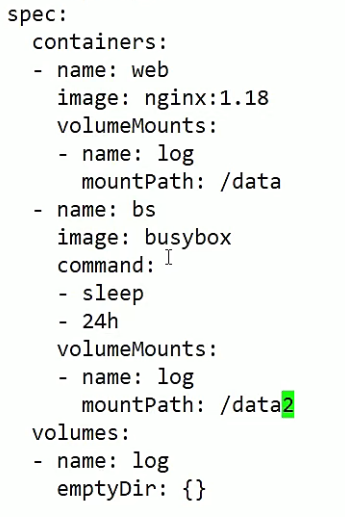 spec:
  containers:
  - name: web
    image: nginx:1.18
    volumeMounts:
    - name: log
      mountPath: /data
  - name: bs
    image: busybox
    command:
    - sleep
    - 24h
    volumeMounts:
    - name: log
      mountPath: /data2
  volumes:
  - name: log
    emptyDir: {}